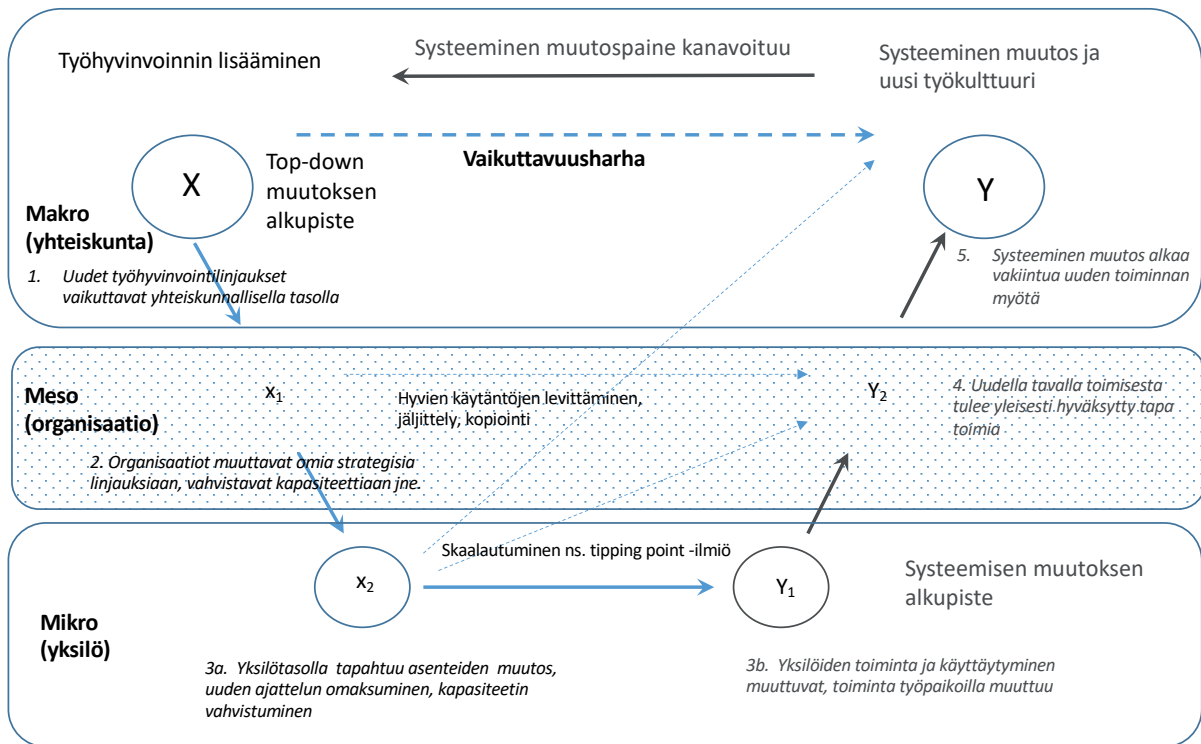 Työhyvinvoinnin lisääminen
Systeeminen muutospaine kanavoituu
Systeeminen muutos ja
uusi työkulttuuri
Vaikuttavuusharha
X
Top-down
muutoksen
alkupiste
Y
Makro
(yhteiskunta)
1. Uudet työhyvinvointilinjaukset
vaikuttavat yhteiskunnallisella tasolla
5. Systeeminen muutos alkaa
vakiintua uuden toiminnan
myötä
Meso
(organisaatio)
x1
Hyvien käytäntöjen levittäminen,
jäljittely, kopiointi
Y2
4. Uudella tavalla toimisesta
tulee yleisesti hyväksytty tapa
toimia
2. Organisaatiot muuttavat omia strategisia
linjauksiaan, vahvistavat kapasiteettiaan jne.
Skaalautuminen ns. tipping point -ilmiö
x2
Y1
Systeemisen muutoksen
alkupiste
Mikro
(yksilö)
3a. Yksilötasolla tapahtuu asenteiden muutos,
uuden ajattelun omaksuminen, kapasiteetin
vahvistuminen
3b. Yksilöiden toiminta ja käyttäytyminen
muuttuvat, toiminta työpaikoilla muuttuu